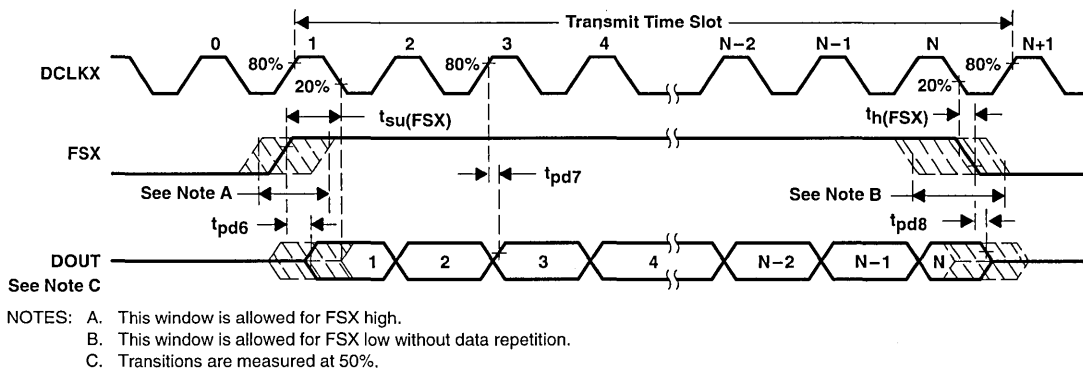 Transmit Time Slot
0 1 2 3 4 N–2 N–1 N N+1
DCLKX 80% 20% 80% 20% 80%
tsu(FSX) th(FSX)
FSX
See Note A tpd7 See Note B
tpd6 tpd8
DOUT 1 2 3 4 N–2 N–1 N
See Note C
NOTES: A. This window is allowed for FSX high.
B. This window is allowed for FSX low without data repetition.
C. Transitions are measured at 50%.